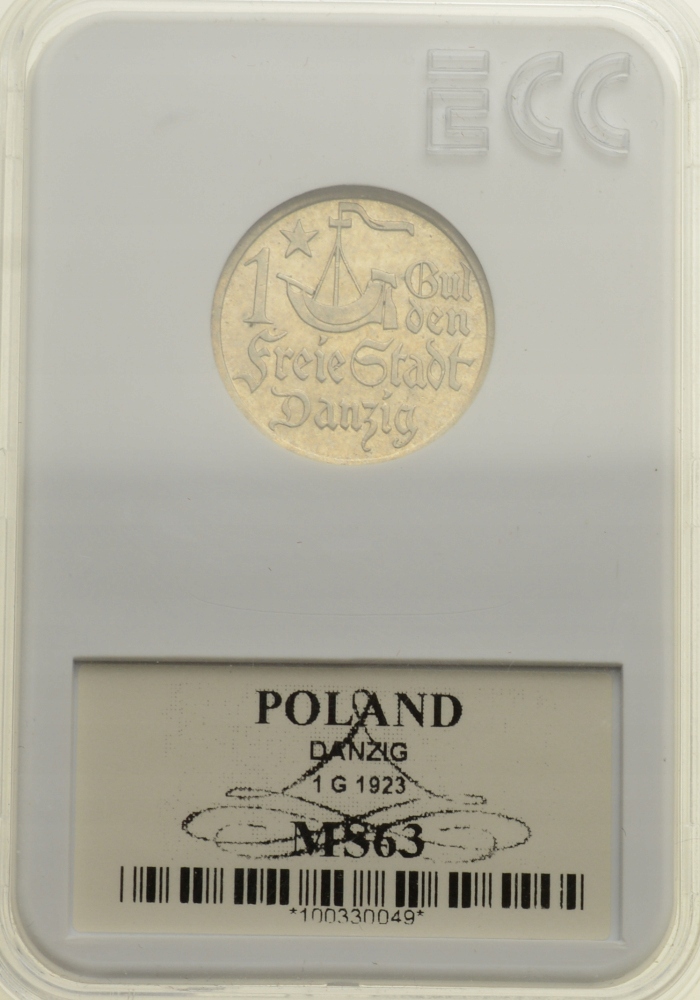 ECC
1 Gul
den
Freie Stadt
Danzig
POLAND
DANZIG
1 G 1923
MS63
*100330049*